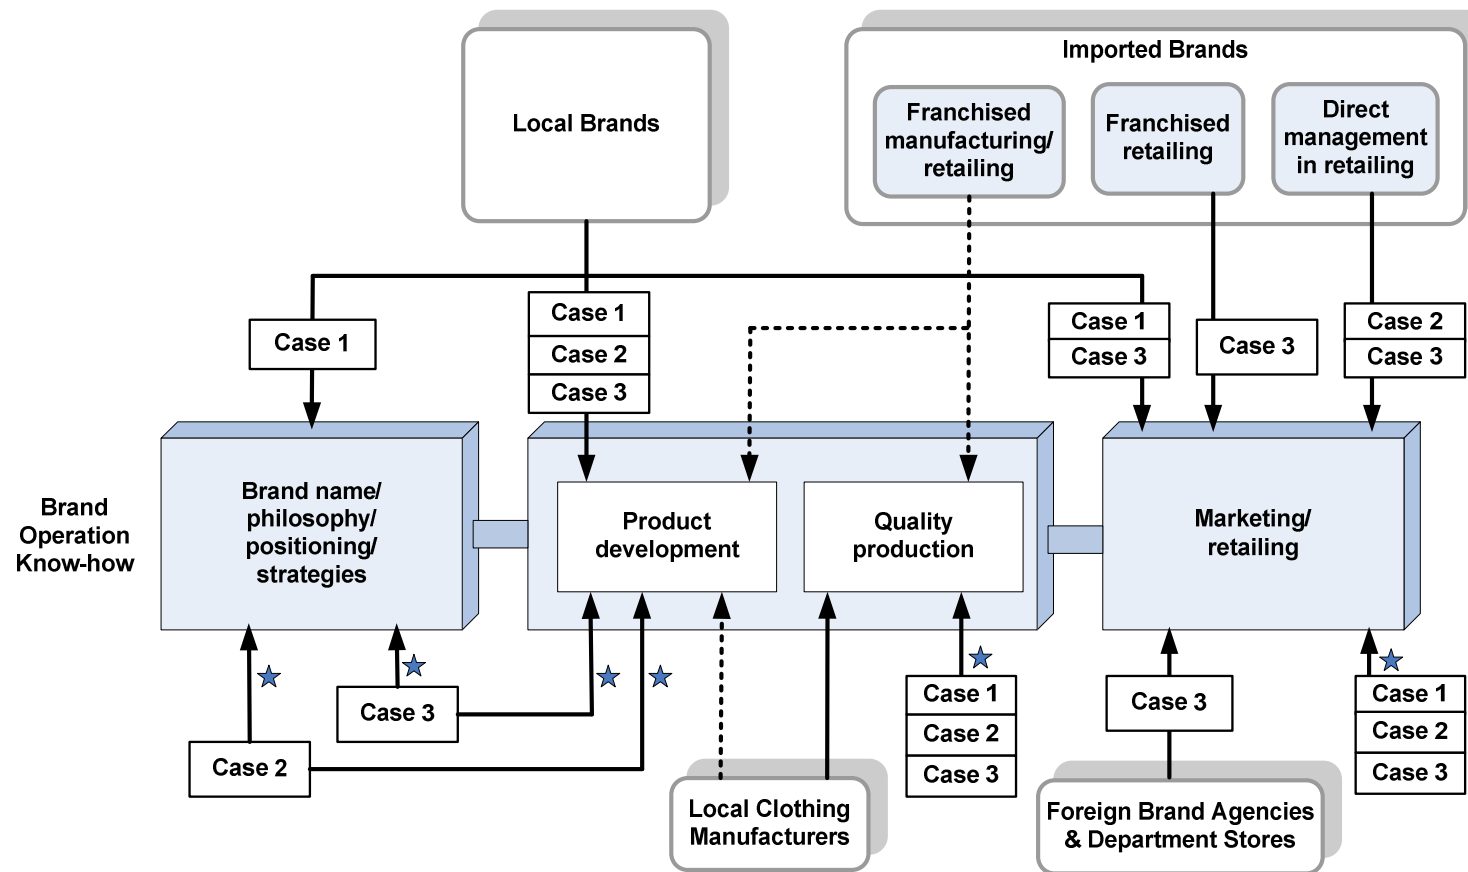 Imported Brands
Local Brands
Franchised
manufacturing/
retailing
Franchised
retailing
Direct
management
in retailing
Case 1
Case 1
Case 2
Case 3
Case 1
Case 3
Case 3
Case 2
Case 3
Brand
Operation
Know-how
Brand name/
philosophy/
positioning/
strategies
Product
development
Quality
production
Marketing/
retailing
Case 3
Case 2
Case 1
Case 2
Case 3
Case 3
Case 1
Case 2
Case 3
Local Clothing
Manufacturers
Foreign Brand Agencies
& Department Stores